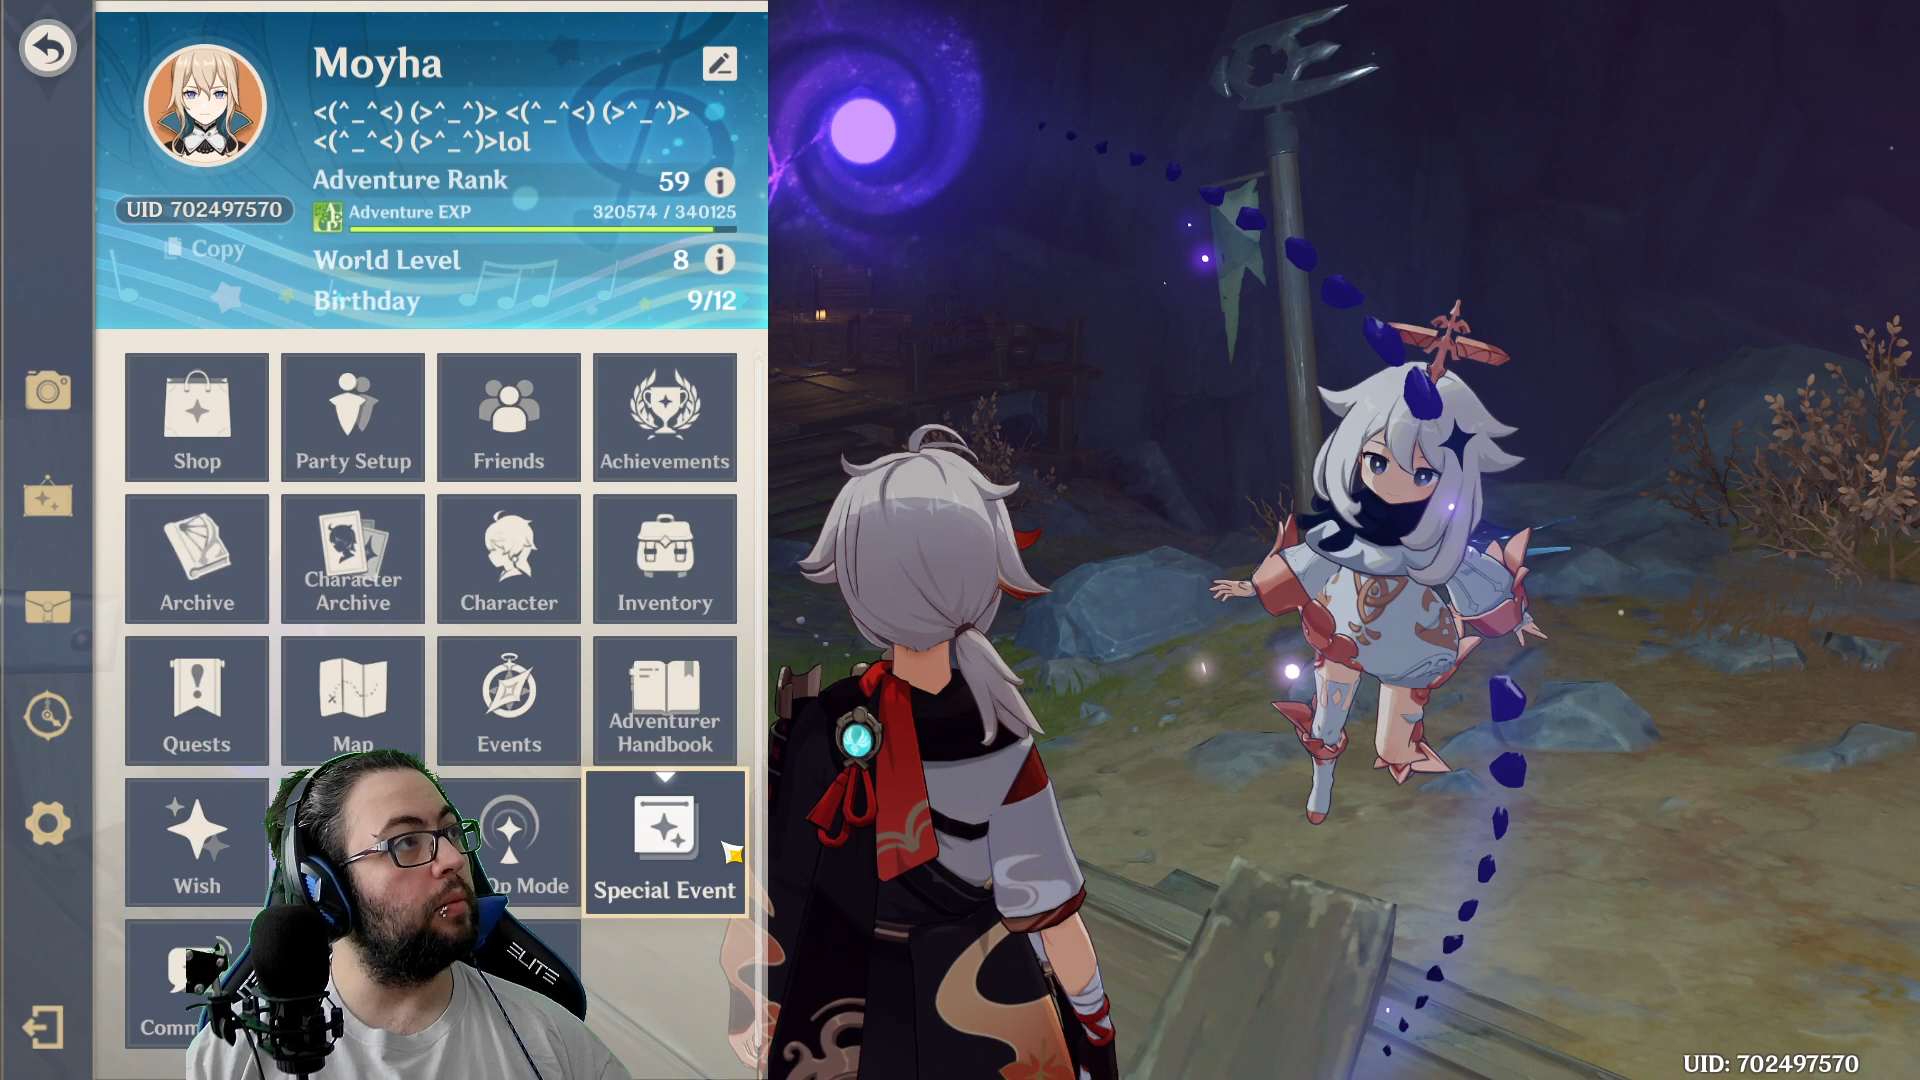 Moyha
<(^_^<) (>^_^)> <(^_^<) (>^_^)>
<(^_^<) (>^_^)>lol
Adventure Rank 59
UID 702497570
Adventure EXP 320574 / 340125
Copy
World Level 8
Birthday 9/12
Shop
Party Setup
Friends
Achievements
Archive
Character
Archive
Character
Inventory
Quests
Map
Events
Adventurer
Handbook
Wish
Op Mode
Special Event
Comm
ELITE
UID: 702497570